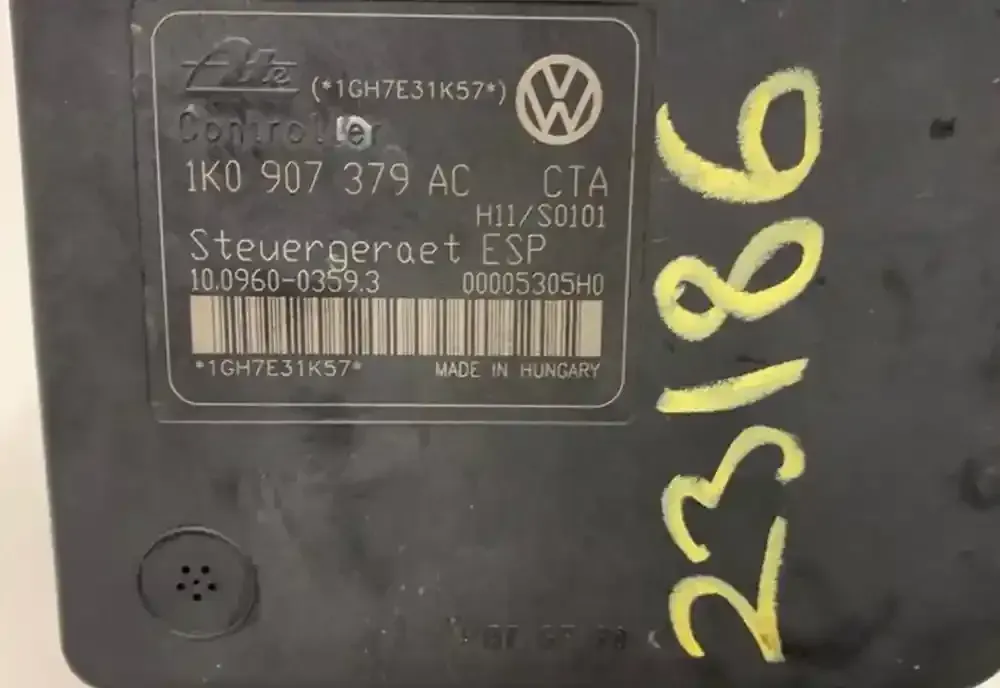 Ate (*1GH7E31K57*)
Controller
1K0 907 379 AC CTA
H11/S0101
Steuergeraet ESP
10.0960-0359.3 00005305H0
*1GH7E31K57* MADE IN HUNGARY
23186